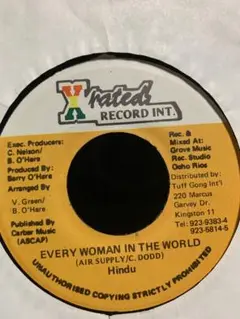 X rated
RECORD INT.
Exec. Producers:
C. Nelson/
B. O'Hare
Produced By:
Barry O'Hare
Arranged By
V. Green/
B. O'Hare
Published By
Carber Music
(ASCAP)
Rec. &
Mixed At:
Grove Music
Rec. Studio
Ocho Rios
Distributed by:
Tuff Gong Int'l
220 Marcus
Garvey Dr.
Kingston 11
Tel: 923-9383-4
923-5814-5
EVERY WOMAN IN THE WORLD
(AIR SUPPLY/C. DODD)
Hindu
UNAUTHORISED COPYING STRICTLY PROHIBITED